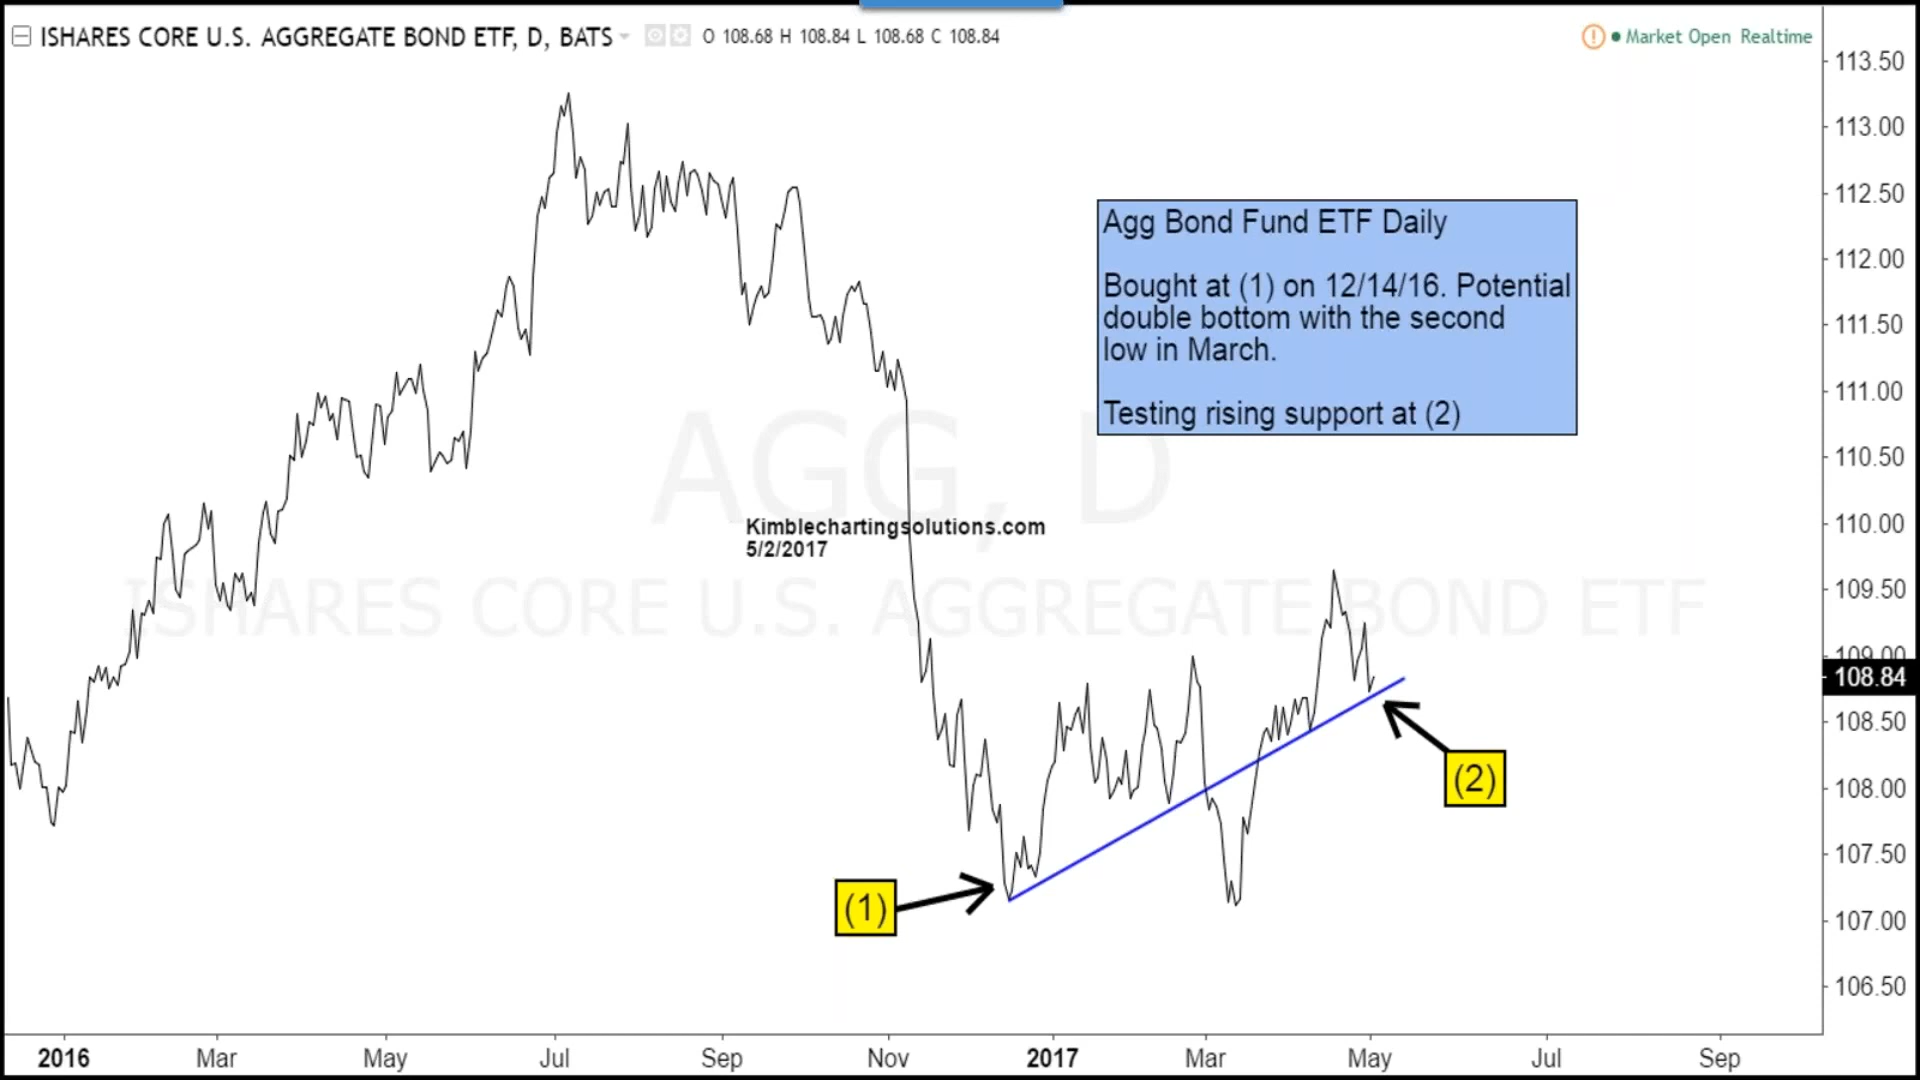 ISHARES CORE U.S. AGGREGATE BOND ETF, D, BATS O 108.68 H 108.84 L 108.68 C 108.84
Market Open Realtime
113.50
113.00
112.50
112.00
111.50
111.00
110.50
110.00
109.50
109.00
108.84
108.50
108.00
107.50
107.00
106.50
Agg Bond Fund ETF Daily
Bought at (1) on 12/14/16. Potential
double bottom with the second
low in March.
Testing rising support at (2)
AGG, D
Kimblechartingsolutions.com
5/2/2017
ISHARES CORE U.S. AGGREGATE BOND ETF
(2)
(1)
2016 Mar May Jul Sep Nov 2017 Mar May Jul Sep